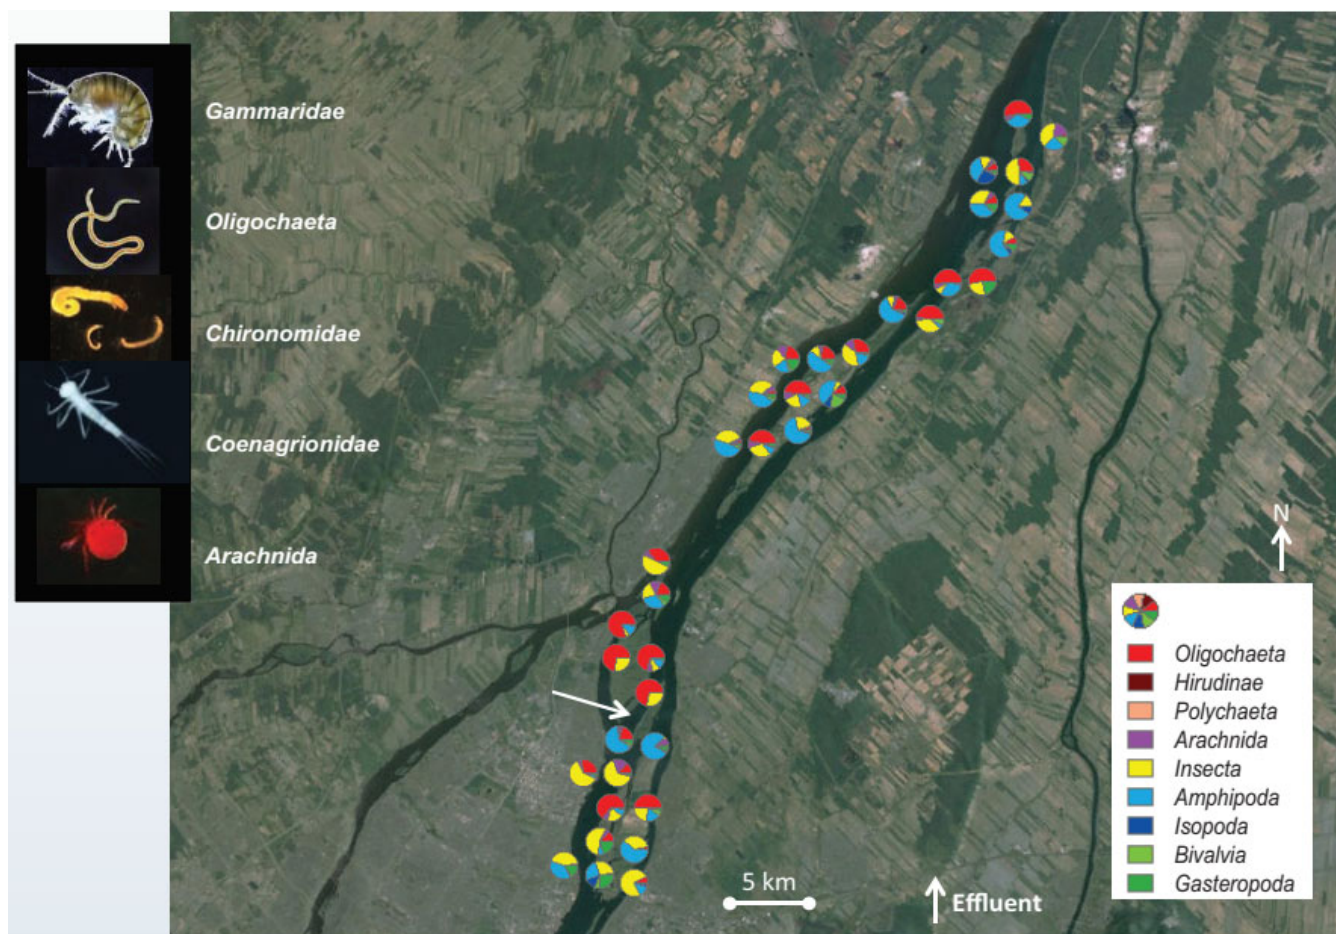 Gammaridae
Oligochaeta
Chironomidae
Coenagrionidae
Arachnida
N
Oligochaeta
Hirudinae
Polychaeta
Arachnida
Insecta
Amphipoda
Isopoda
Bivalvia
Gasteropoda
5 km
Effluent